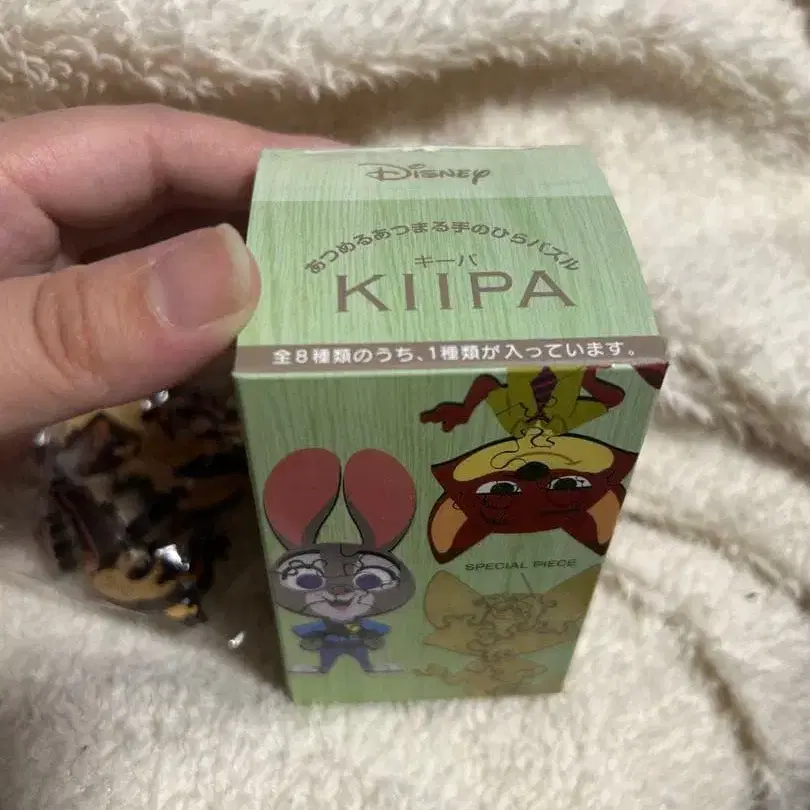 Disney
あつめるあつまる手のひらパズル
キーパ
KIIPA
全8種類のうち、1種類が入っています。
SPECIAL PIECE